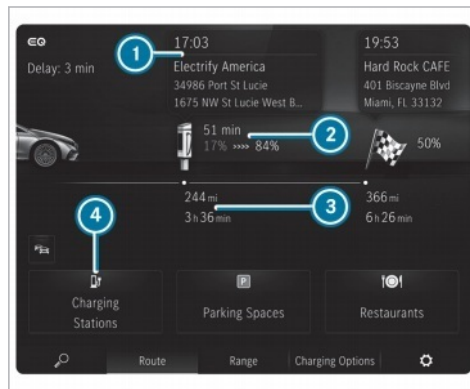 EQ
Delay: 3 min
17:03
Electrify America
34986 Port St Lucie
1675 NW St Lucie West B...
19:53
Hard Rock CAFE
401 Biscayne Blvd
Miami, FL 33132
1
51 min
17% »»» 84%
2
50%
244 mi
3 h 36 min
3
366 mi
6 h 26 min
4
Charging
Stations
P
Parking Spaces
Restaurants
Route
Range
Charging Options